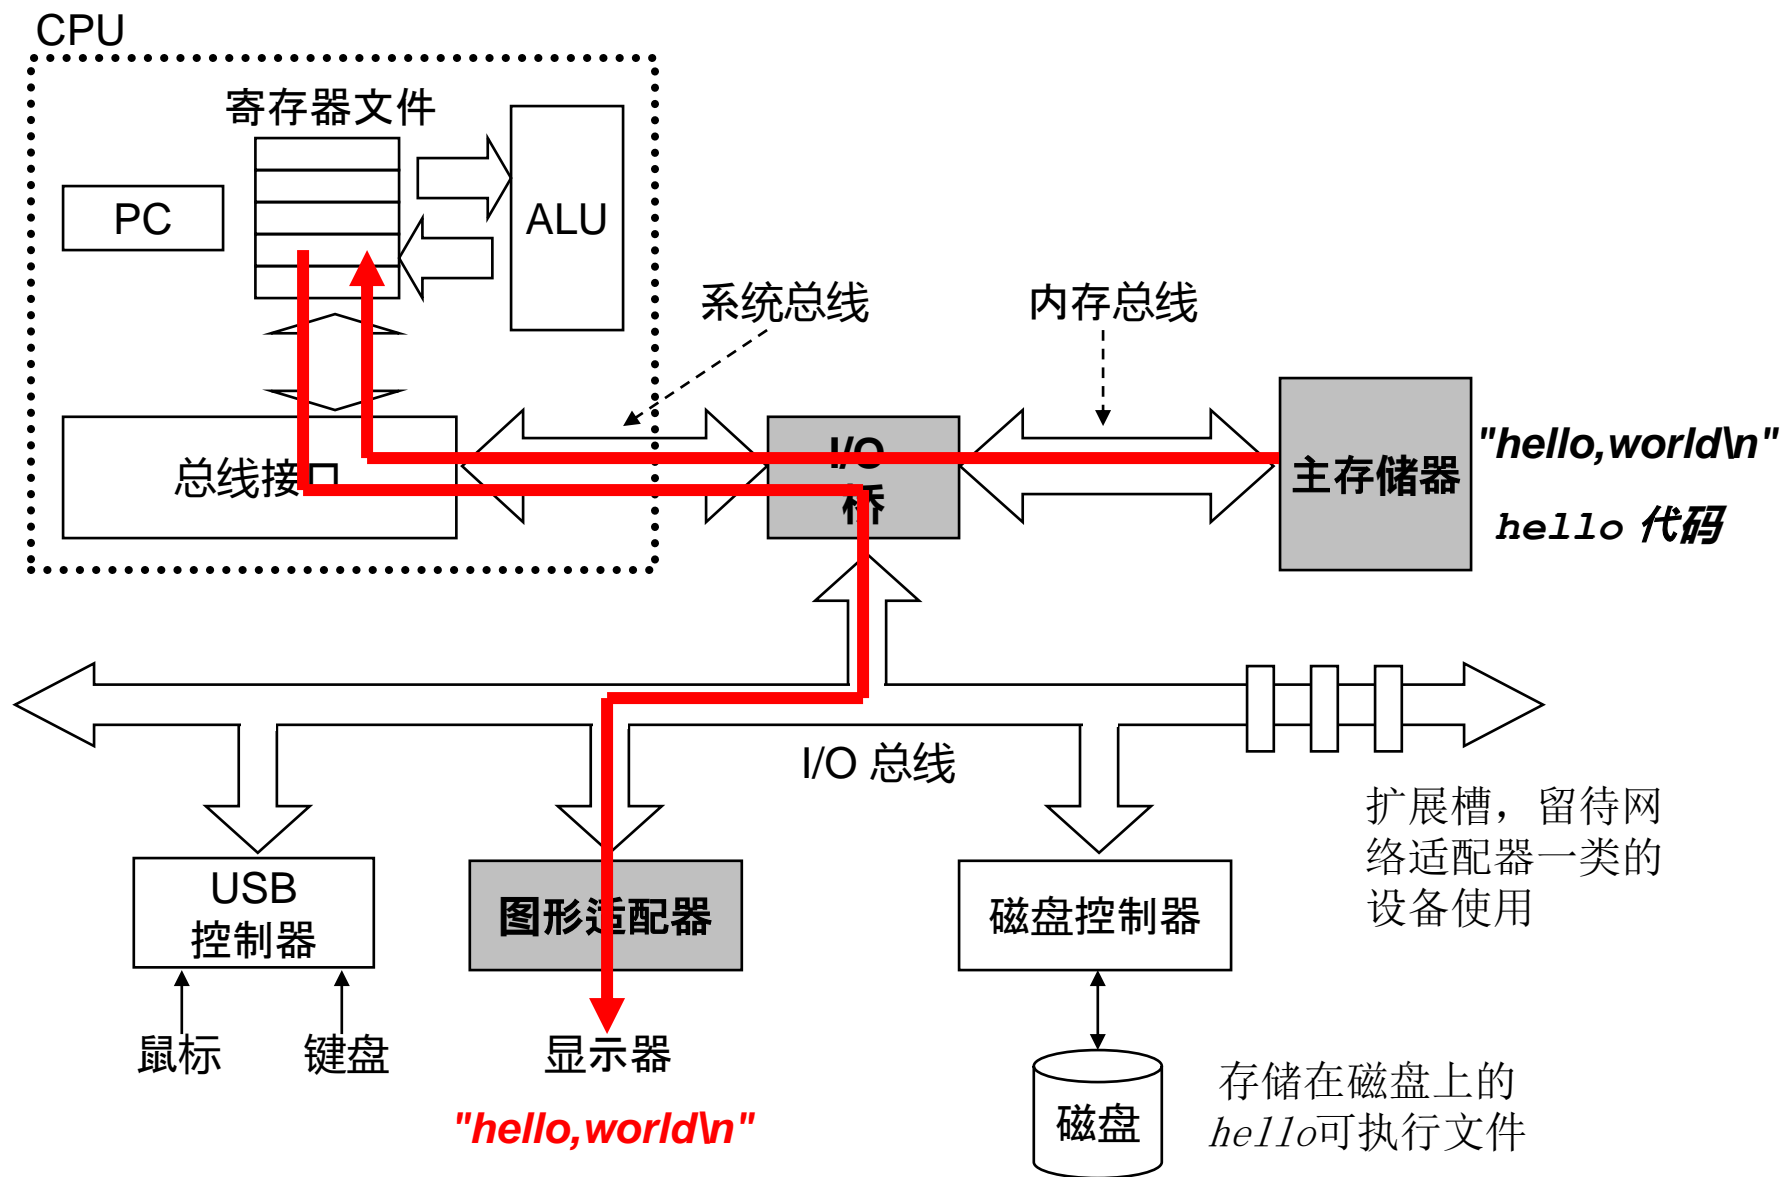 CPU
寄存器文件
PC
ALU
系统总线
内存总线
总线接口
I/O
桥
主存储器
"hello,world\n"
hello 代码
I/O 总线
扩展槽，留待网
络适配器一类的
设备使用
USB
控制器
图形适配器
磁盘控制器
鼠标
键盘
显示器
"hello,world\n"
磁盘
存储在磁盘上的
hello可执行文件